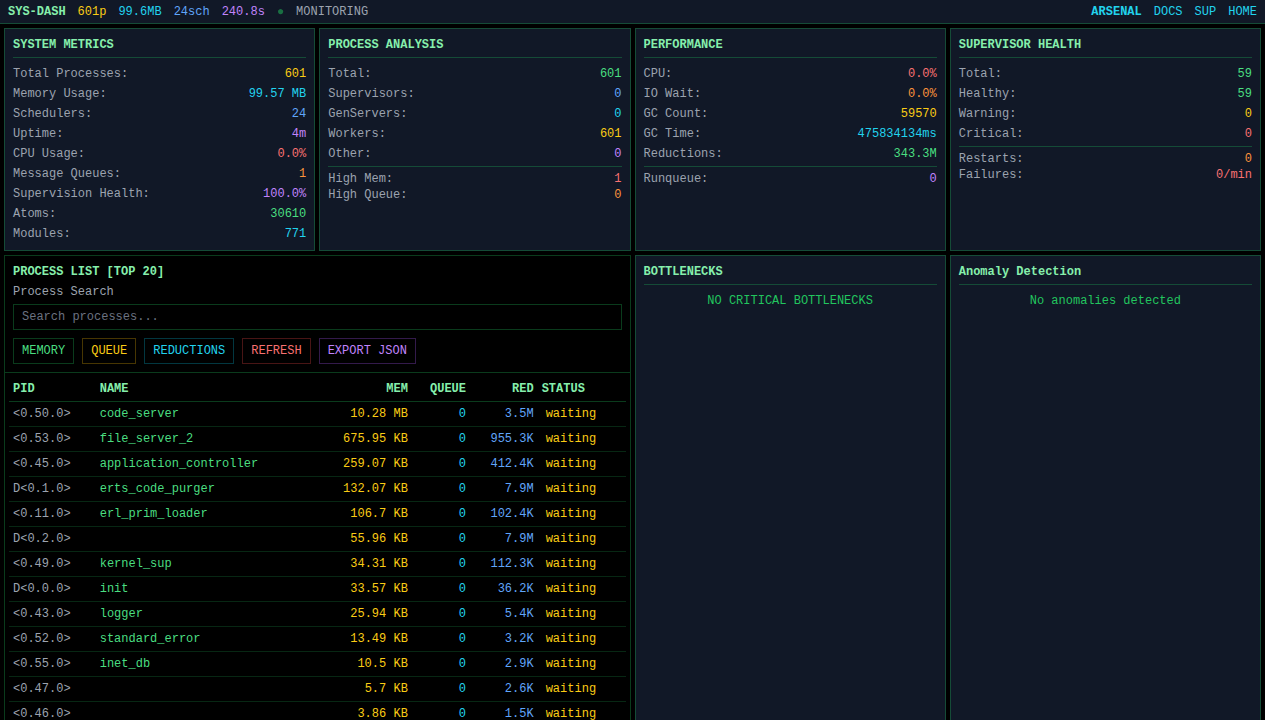 SYS-DASH 601p 99.6MB 24sch 240.8s ● MONITORING ARSENAL DOCS SUP HOME
SYSTEM METRICS
Total Processes: 601
Memory Usage: 99.57 MB
Schedulers: 24
Uptime: 4m
CPU Usage: 0.0%
Message Queues: 1
Supervision Health: 100.0%
Atoms: 30610
Modules: 771
PROCESS ANALYSIS
Total: 601
Supervisors: 0
GenServers: 0
Workers: 601
Other: 0
High Mem: 1
High Queue: 0
PERFORMANCE
CPU: 0.0%
IO Wait: 0.0%
GC Count: 59570
GC Time: 475834134ms
Reductions: 343.3M
Runqueue: 0
SUPERVISOR HEALTH
Total: 59
Healthy: 59
Warning: 0
Critical: 0
Restarts: 0
Failures: 0/min
PROCESS LIST [TOP 20]
Process Search
Search processes...
MEMORY QUEUE REDUCTIONS REFRESH EXPORT JSON
PID NAME MEM QUEUE RED STATUS
<0.50.0> code_server 10.28 MB 0 3.5M waiting
<0.53.0> file_server_2 675.95 KB 0 955.3K waiting
<0.45.0> application_controller 259.07 KB 0 412.4K waiting
D<0.1.0> erts_code_purger 132.07 KB 0 7.9M waiting
<0.11.0> erl_prim_loader 106.7 KB 0 102.4K waiting
D<0.2.0> 55.96 KB 0 7.9M waiting
<0.49.0> kernel_sup 34.31 KB 0 112.3K waiting
D<0.0.0> init 33.57 KB 0 36.2K waiting
<0.43.0> logger 25.94 KB 0 5.4K waiting
<0.52.0> standard_error 13.49 KB 0 3.2K waiting
<0.55.0> inet_db 10.5 KB 0 2.9K waiting
<0.47.0> 5.7 KB 0 2.6K waiting
<0.46.0> 3.86 KB 0 1.5K waiting
BOTTLENECKS
NO CRITICAL BOTTLENECKS
Anomaly Detection
No anomalies detected